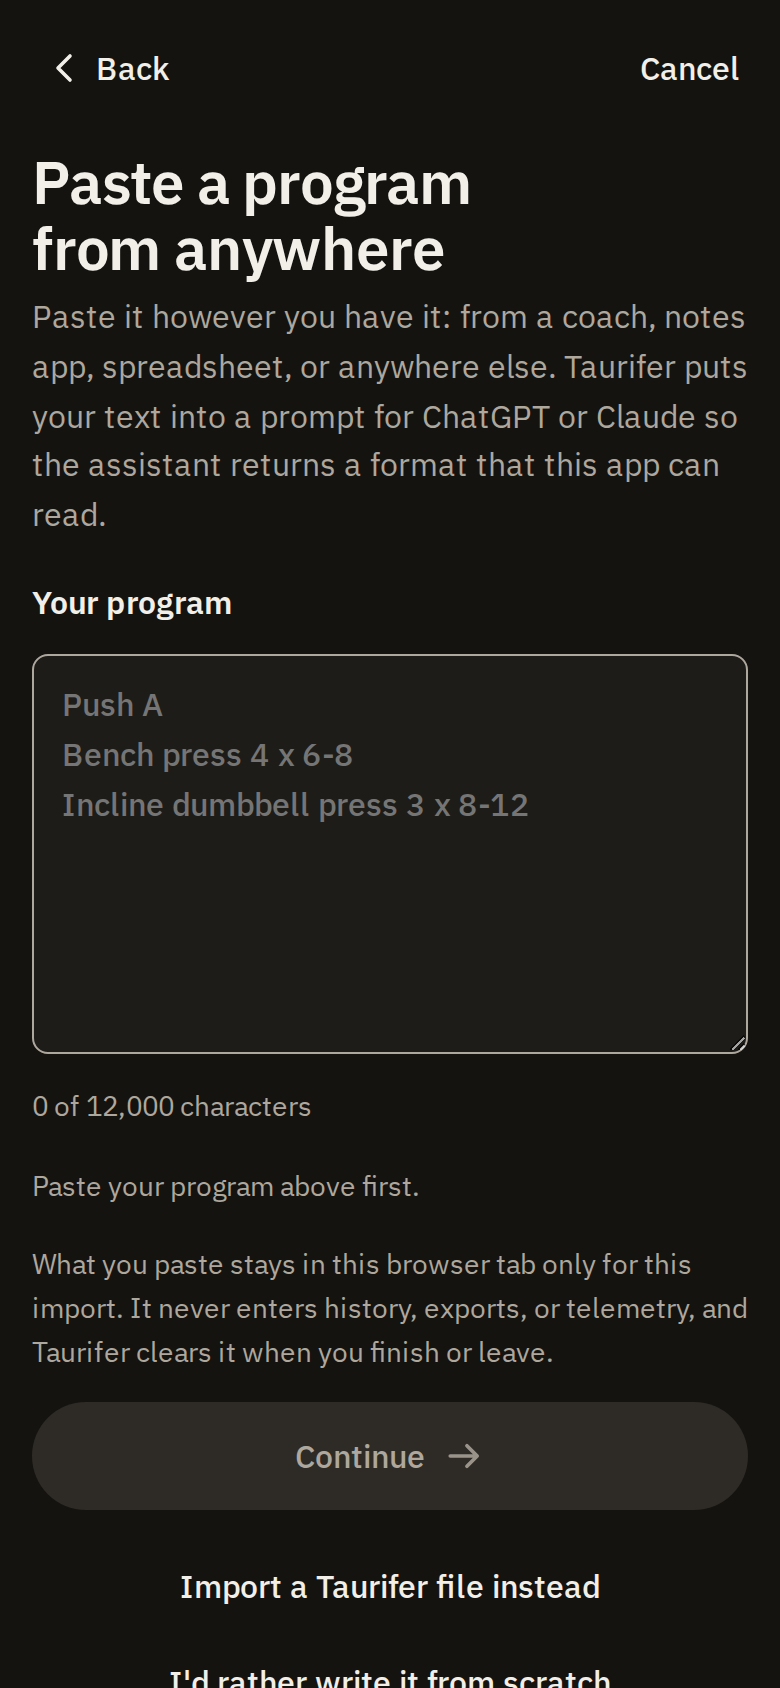 Back
Cancel
Paste a program
from anywhere
Paste it however you have it: from a coach, notes
app, spreadsheet, or anywhere else. Taurifer puts
your text into a prompt for ChatGPT or Claude so
the assistant returns a format that this app can
read.
Your program
Push A
Bench press 4 x 6-8
Incline dumbbell press 3 x 8-12
0 of 12,000 characters
Paste your program above first.
What you paste stays in this browser tab only for this
import. It never enters history, exports, or telemetry, and
Taurifer clears it when you finish or leave.
Continue
Import a Taurifer file instead
I'd rather write it from scratch